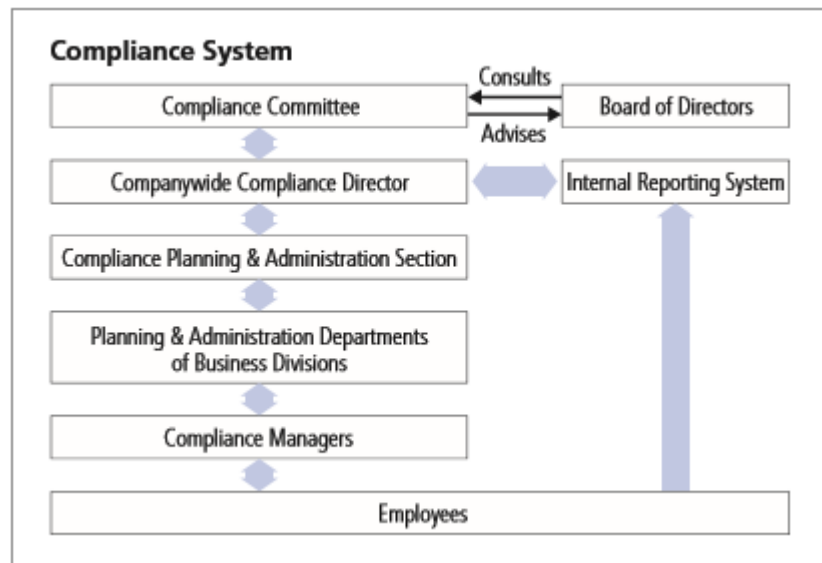 Compliance System
Consults
Compliance Committee
Board of Directors
Advises
Companywide Compliance Director
Internal Reporting System
Compliance Planning & Administration Section
Planning & Administration Departments
of Business Divisions
Compliance Managers
Employees